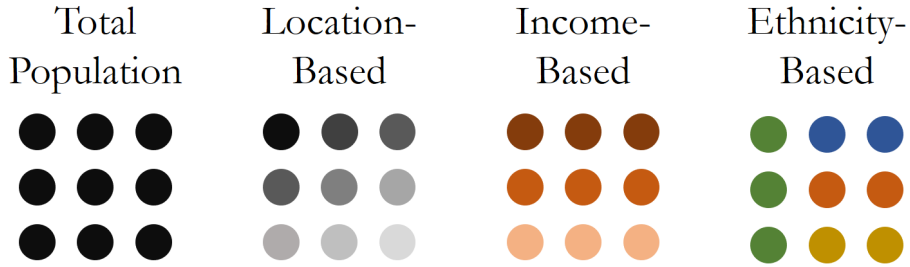 Total
Population
Location-
Based
Income-
Based
Ethnicity-
Based